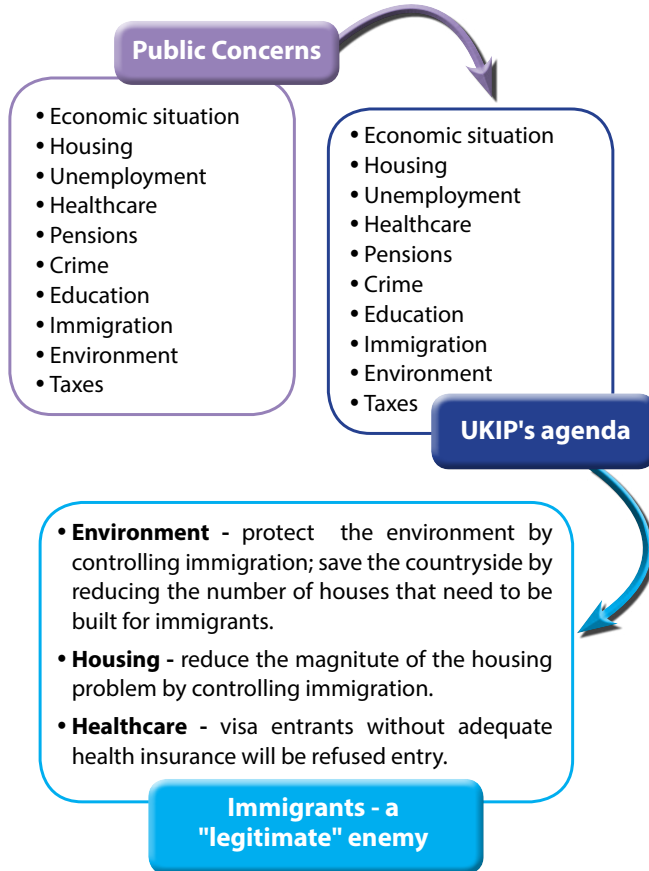 Public Concerns
• Economic situation
• Housing
• Unemployment
• Healthcare
• Pensions
• Crime
• Education
• Immigration
• Environment
• Taxes
• Economic situation
• Housing
• Unemployment
• Healthcare
• Pensions
• Crime
• Education
• Immigration
• Environment
• Taxes
UKIP's agenda
• Environment - protect the environment by
controlling immigration; save the countryside by
reducing the number of houses that need to be
built for immigrants.
• Housing - reduce the magnitute of the housing
problem by controlling immigration.
• Healthcare - visa entrants without adequate
health insurance will be refused entry.
Immigrants - a
"legitimate" enemy